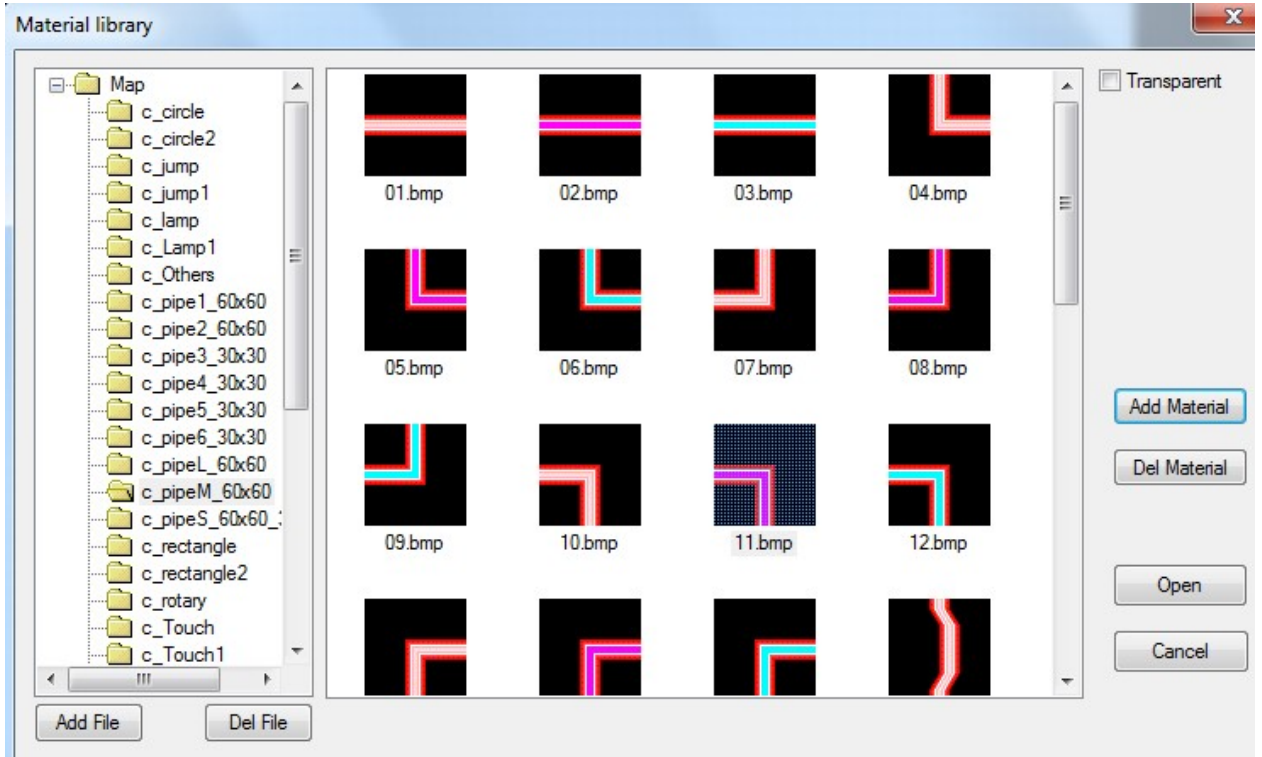 Material library
X
Map
c_circle
c_circle2
c_jump
c_jump1
c_lamp
c_Lamp1
c_Others
c_pipe1_60x60
c_pipe2_60x60
c_pipe3_30x30
c_pipe4_30x30
c_pipe5_30x30
c_pipe6_30x30
c_pipeL_60x60
c_pipeM_60x60
c_pipeS_60x60_
c_rectangle
c_rectangle2
c_rotary
c_Touch
c_Touch1
Add File Del File
01.bmp 02.bmp 03.bmp 04.bmp
05.bmp 06.bmp 07.bmp 08.bmp
09.bmp 10.bmp 11.bmp 12.bmp
Transparent
Add Material
Del Material
Open
Cancel